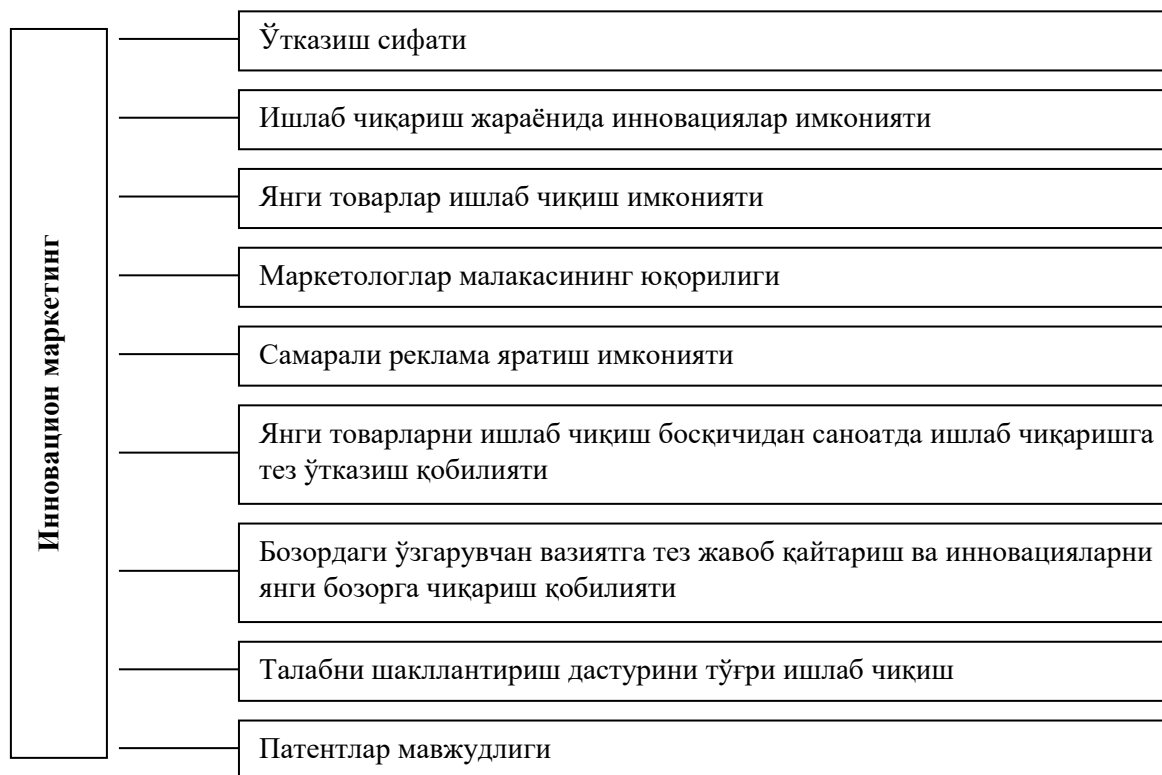 Инновацион маркетинг
Ўтказиш сифати
Ишлаб чиқариш жараёнида инновациялар имконияти
Янги товарлар ишлаб чиқиш имконияти
Маркетологлар малакасининг юқорилиги
Самарали реклама яратиш имконияти
Янги товарларни ишлаб чиқиш босқичидан саноатда ишлаб чиқаришга
тез ўтказиш қобилияти
Бозордаги ўзгарувчан вазиятга тез жавоб қайтариш ва инновацияларни
янги бозорга чиқариш қобилияти
Талабни шакллантириш дастурини тўғри ишлаб чиқиш
Патентлар мавжудлиги